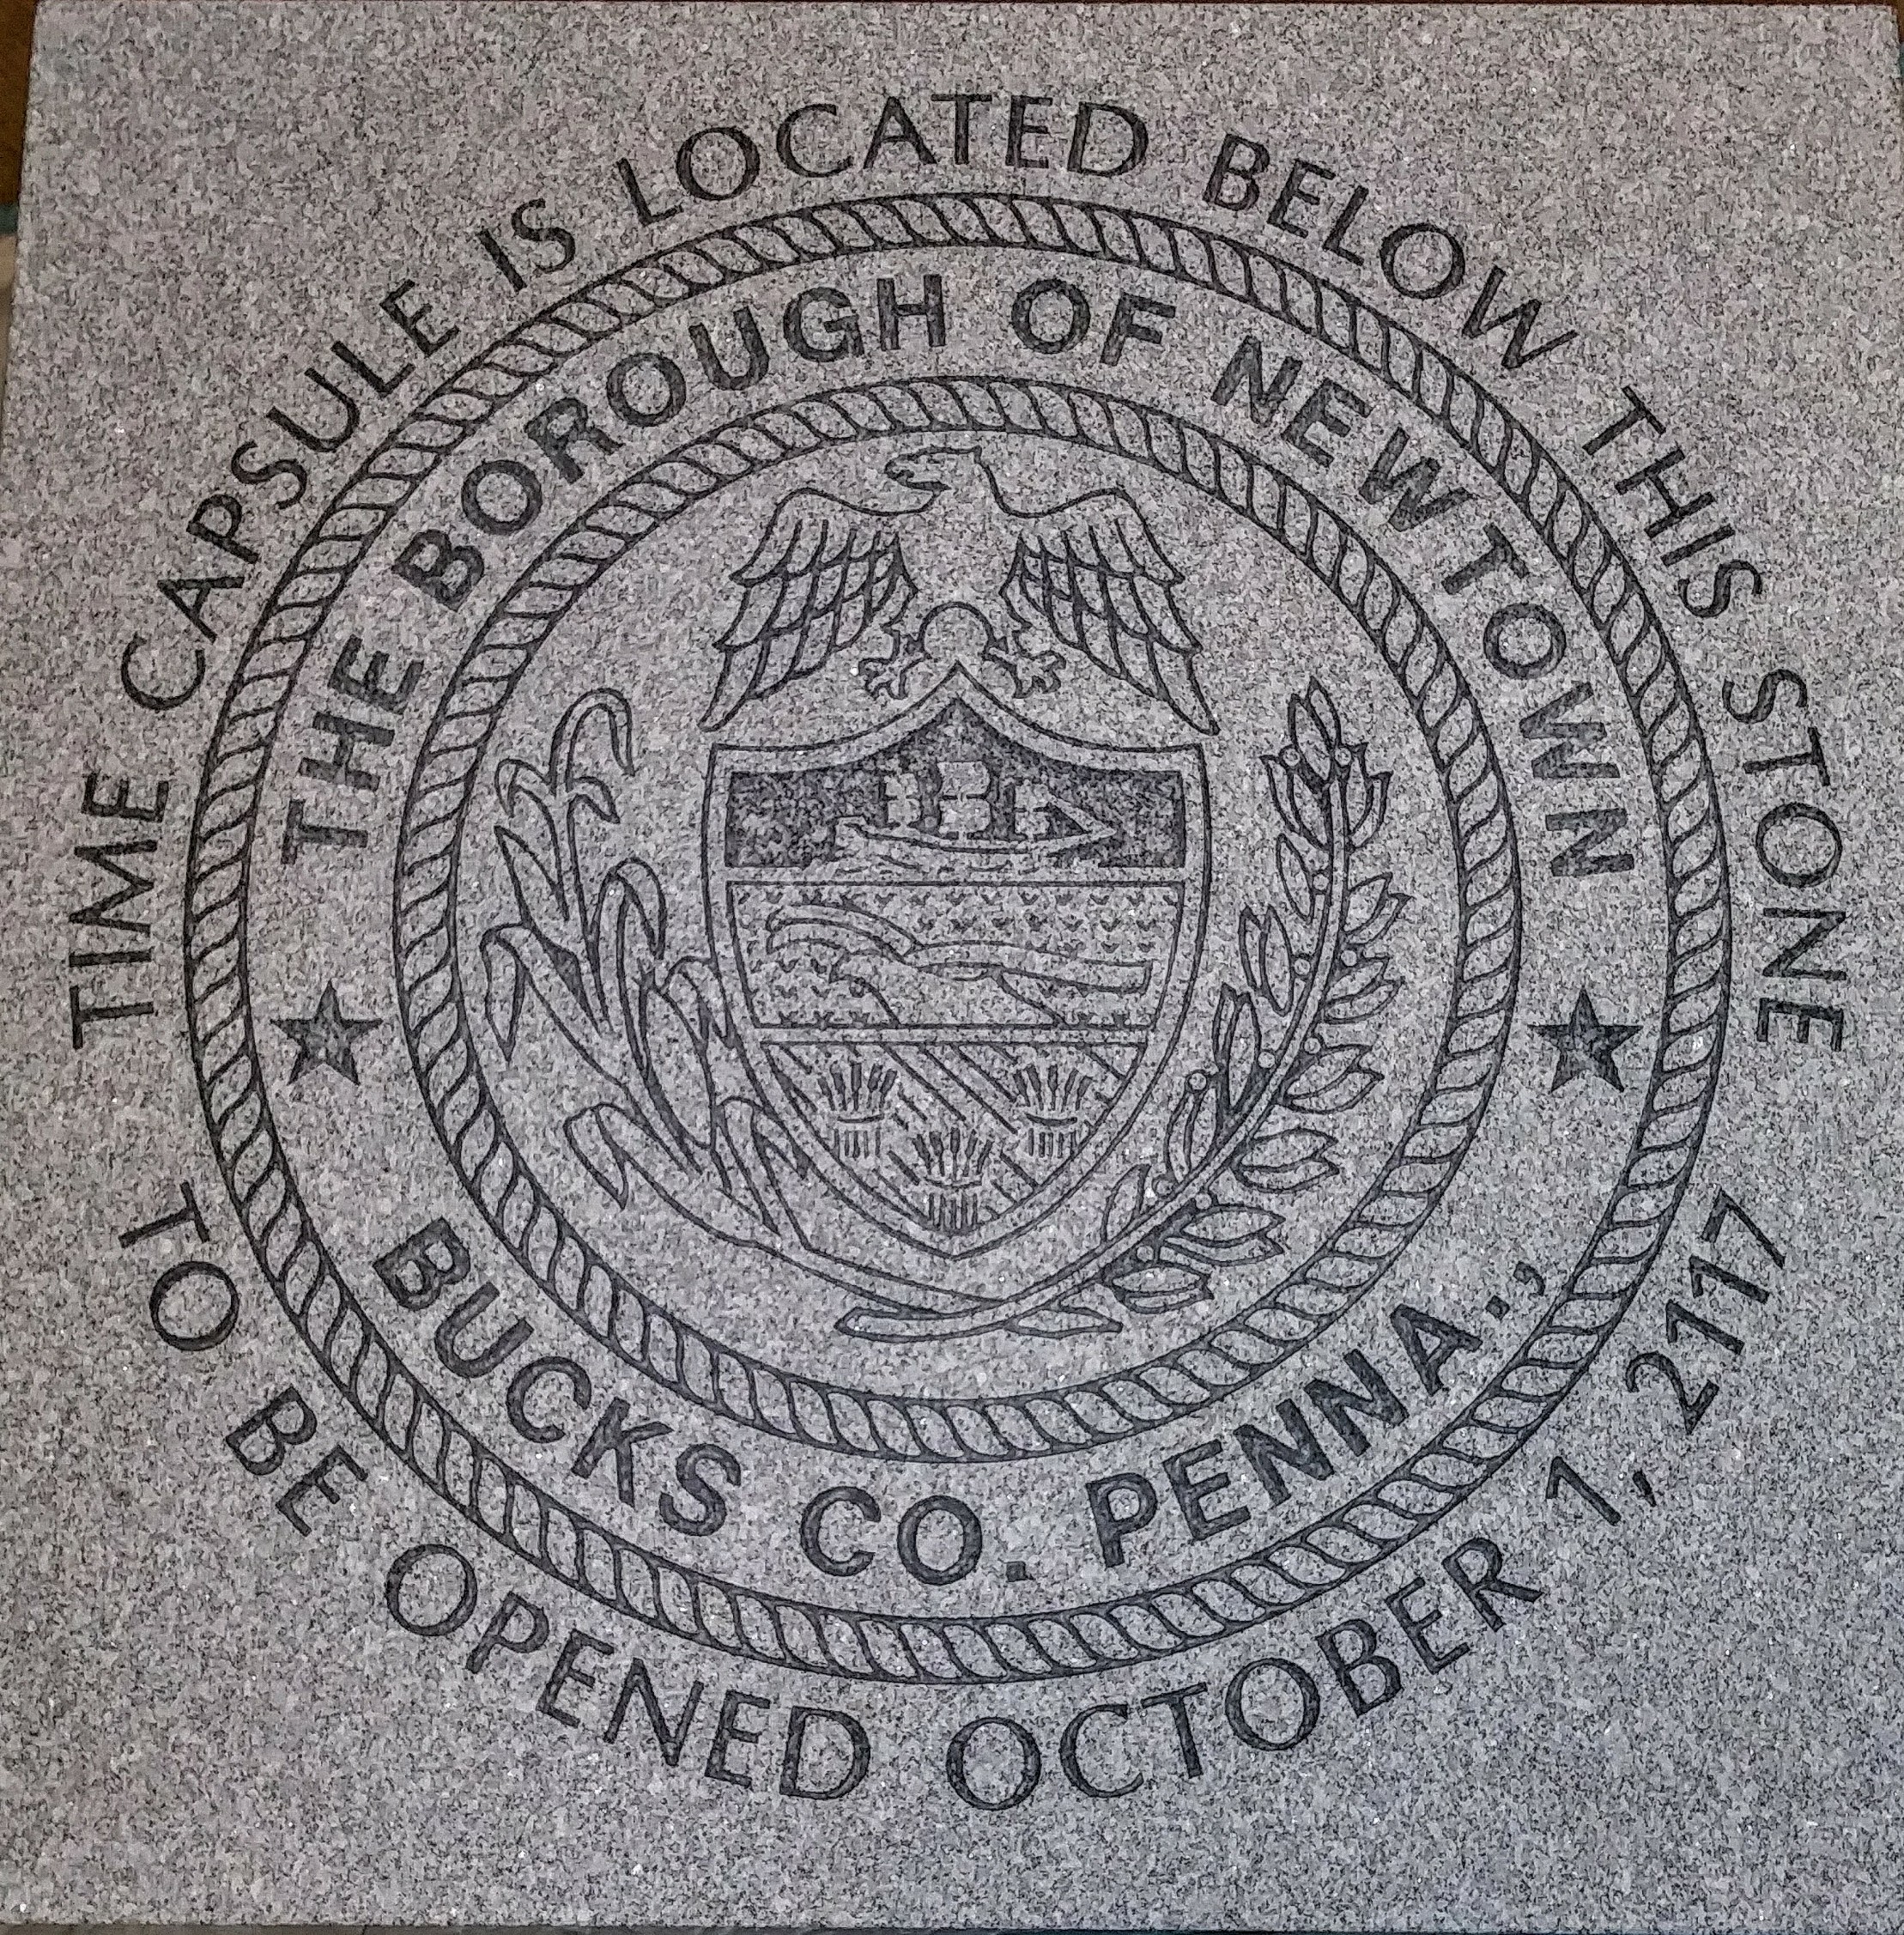 TIME CAPSULE IS LOCATED BELOW THIS STONE
THE BOROUGH OF NEWTOWN
BUCKS CO. PENNA.,
TO BE OPENED OCTOBER 1, 2117